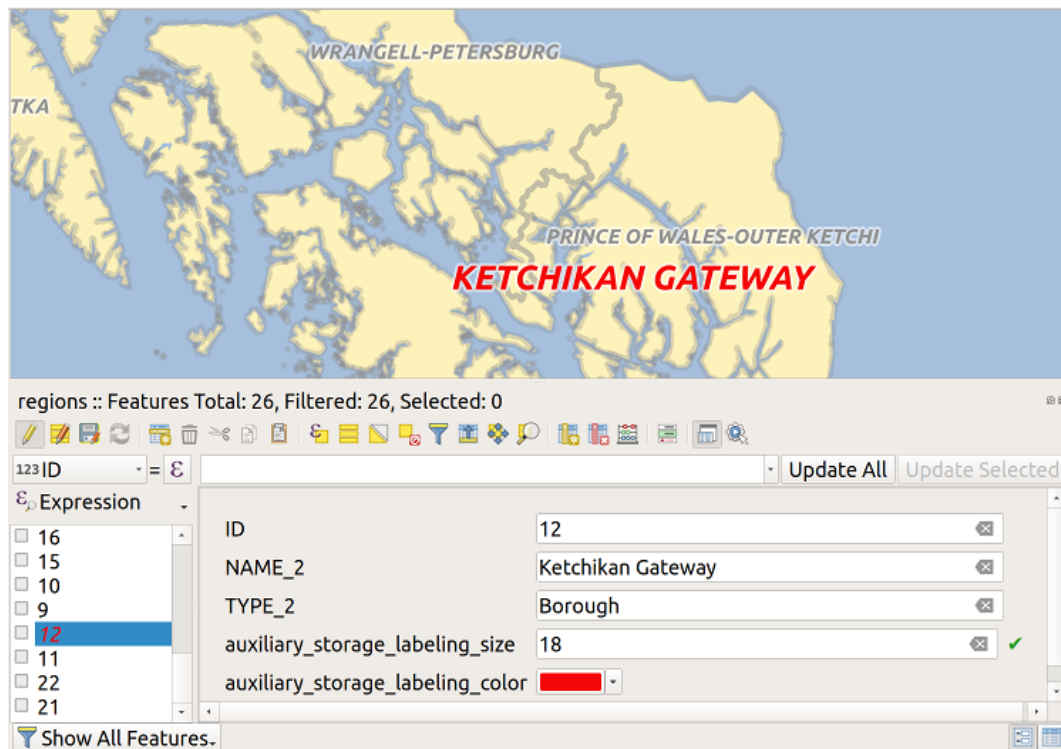 WRANGELL-PETERSBURG
TKA
PRINCE OF WALES-OUTER KETCHI
KETCHIKAN GATEWAY
regions :: Features Total: 26, Filtered: 26, Selected: 0
123 ID = ε Update All Update Selected
Expression
16
15
10
9
12
11
22
21
ID 12
NAME_2 Ketchikan Gateway
TYPE_2 Borough
auxiliary_storage_labeling_size 18
auxiliary_storage_labeling_color
Show All Features